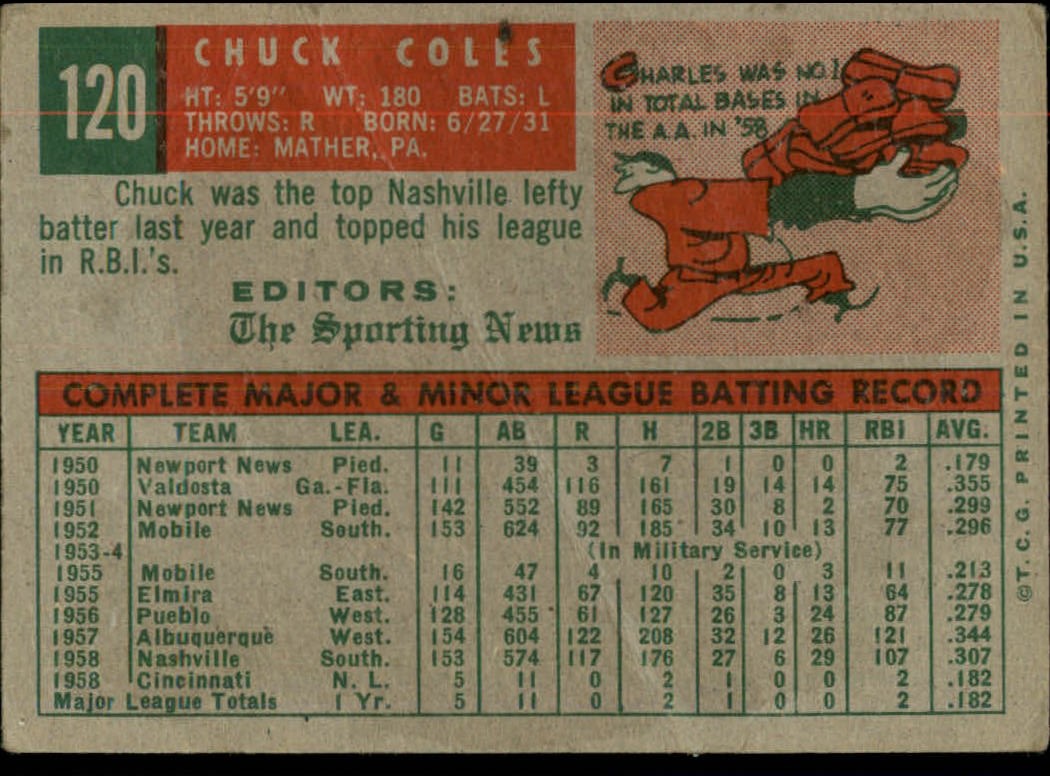 120
CHUCK COLES
HT: 5'9" WT: 180 BATS: L
THROWS: R BORN: 6/27/31
HOME: MATHER, PA.
Chuck was the top Nashville lefty
batter last year and topped his league
in R.B.I.'s.
EDITORS:
The Sporting News
CHARLES WAS NO.1
IN TOTAL BASES IN
THE A.A. IN '58
COMPLETE MAJOR & MINOR LEAGUE BATTING RECORD
YEAR TEAM LEA. G AB R H 2B 3B HR RBI AVG.
1950 Newport News Pied. 11 39 3 7 1 0 0 2 .179
1950 Valdosta Ga.-Fla. 111 454 116 161 19 14 14 75 .355
1951 Newport News Pied. 142 552 89 165 30 8 2 70 .299
1952 Mobile South. 153 624 92 185 34 10 13 77 .296
1953-4 (In Military Service)
1955 Mobile South. 16 47 4 10 2 0 3 11 .213
1955 Elmira East. 114 431 67 120 35 8 13 64 .278
1956 Pueblo West. 128 455 61 127 26 3 24 87 .279
1957 Albuquerque West. 154 604 122 208 32 12 26 121 .344
1958 Nashville South. 153 574 117 176 27 6 29 107 .307
1958 Cincinnati N. L. 5 11 0 2 1 0 0 2 .182
Major League Totals 1 Yr. 5 11 0 2 1 0 0 2 .182
©T.C.G. PRINTED IN U.S.A.